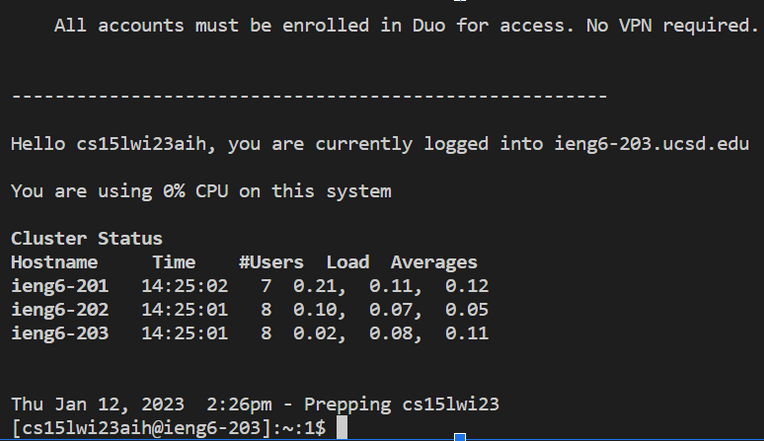 All accounts must be enrolled in Duo for access. No VPN required.
-------------------------------------------------------
Hello cs15lwi23aih, you are currently logged into ieng6-203.ucsd.edu
You are using 0% CPU on this system
Cluster Status
Hostname     Time    #Users  Load  Averages
ieng6-201   14:25:02   7  0.21,  0.11,  0.12
ieng6-202   14:25:01   8  0.10,  0.07,  0.05
ieng6-203   14:25:01   8  0.02,  0.08,  0.11
Thu Jan 12, 2023  2:26pm - Prepping cs15lwi23
[cs15lwi23aih@ieng6-203]:~:1$